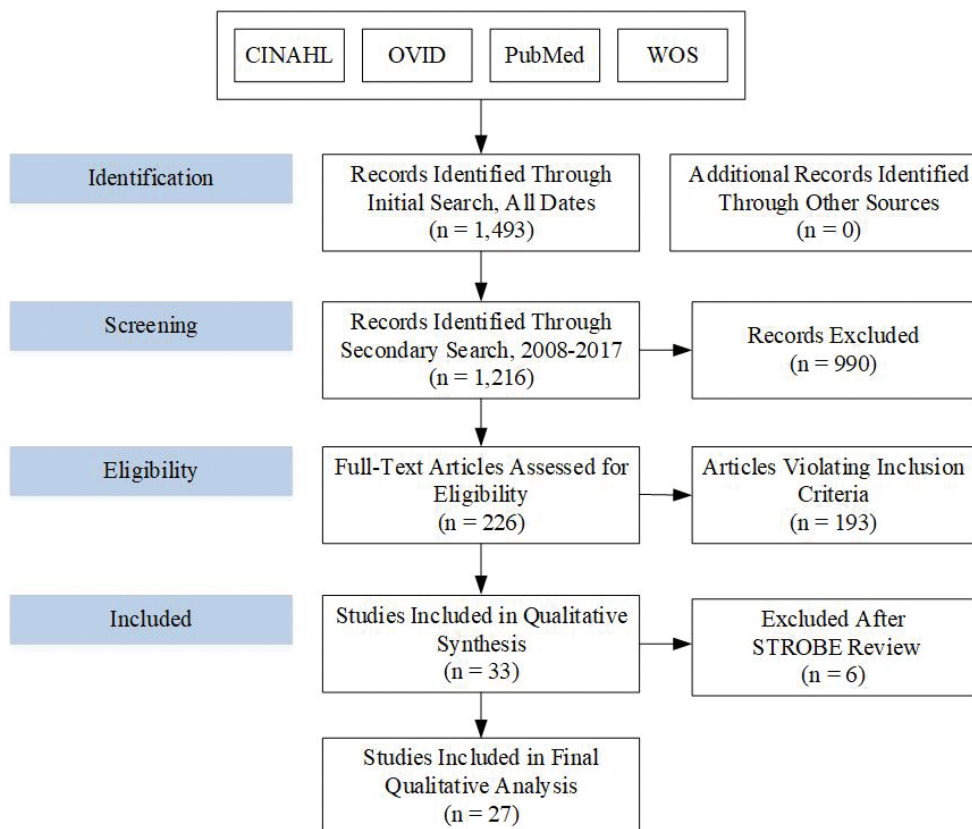 CINAHL
OVID
PubMed
WOS
Identification
Records Identified Through
Initial Search, All Dates
(n = 1,493)
Additional Records Identified
Through Other Sources
(n = 0)
Screening
Records Identified Through
Secondary Search, 2008-2017
(n = 1,216)
Records Excluded
(n = 990)
Eligibility
Full-Text Articles Assessed for
Eligibility
(n = 226)
Articles Violating Inclusion
Criteria
(n = 193)
Included
Studies Included in Qualitative
Synthesis
(n = 33)
Excluded After
STROBE Review
(n = 6)
Studies Included in Final
Qualitative Analysis
(n = 27)